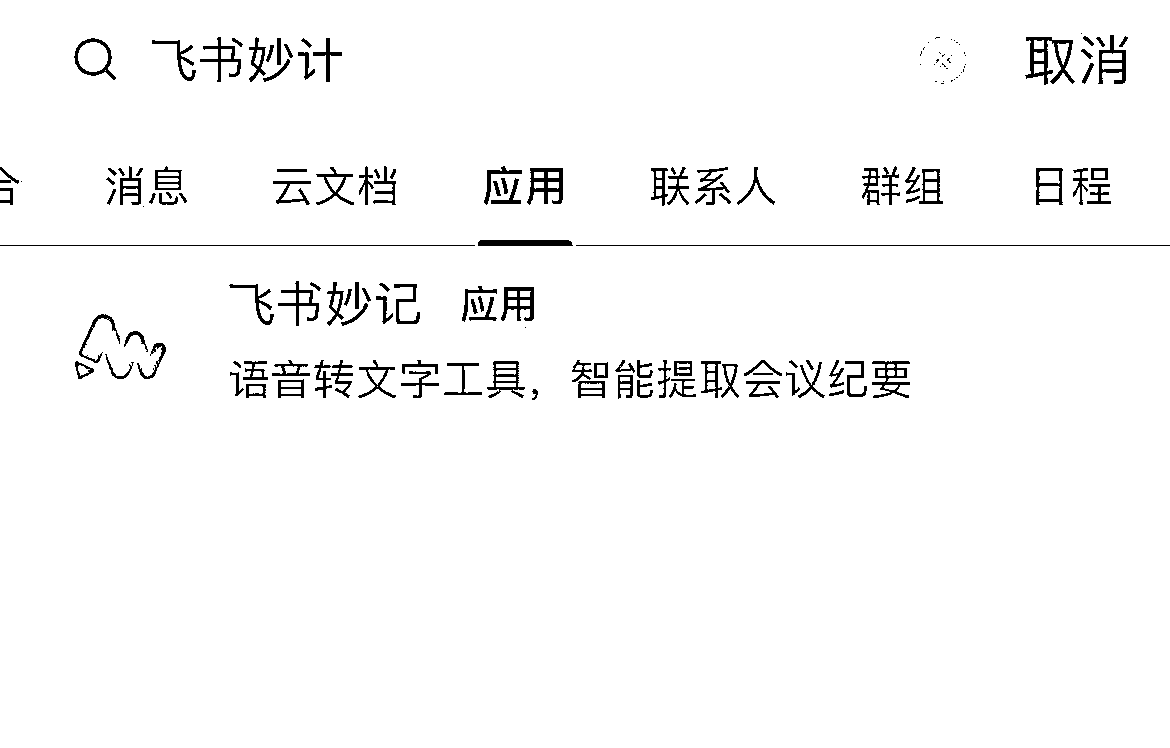 飞书妙计 取消
合 消息 云文档 应用 联系人 群组 日程
飞书妙记 应用
语音转文字工具，智能提取会议纪要